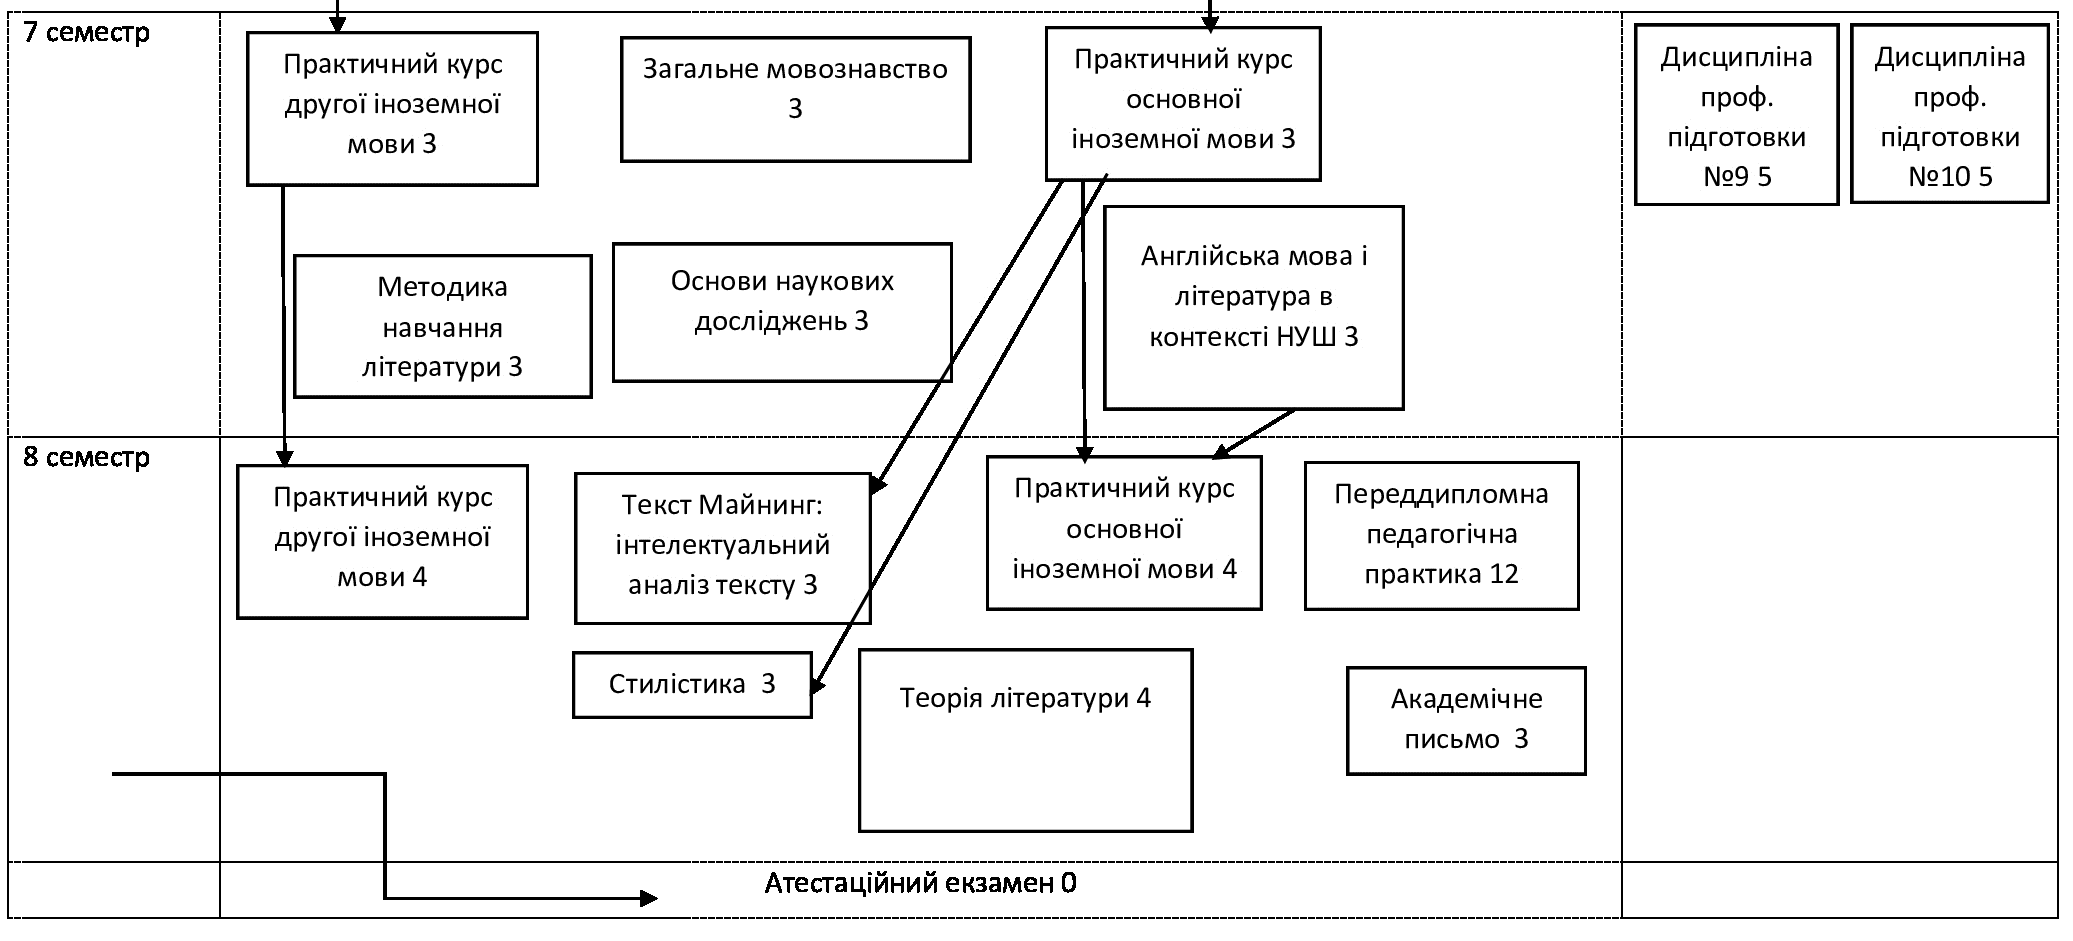 7 семестр
Практичний курс
другої іноземної
мови 3
Загальне мовознавство
3
Практичний курс
основної
іноземної мови 3
Дисципліна
проф.
підготовки
№9 5
Дисципліна
проф.
підготовки
№10 5
Методика
навчання
літератури 3
Основи наукових
досліджень 3
Англійська мова і
література в
контексті НУШ 3
8 семестр
Практичний курс
другої іноземної
мови 4
Текст Майнинг:
інтелектуальний
аналіз тексту 3
Практичний курс
основної
іноземної мови 4
Переддипломна
педагогічна
практика 12
Стилістика  3
Теорія літератури 4
Академічне
письмо  3
Атестаційний екзамен 0